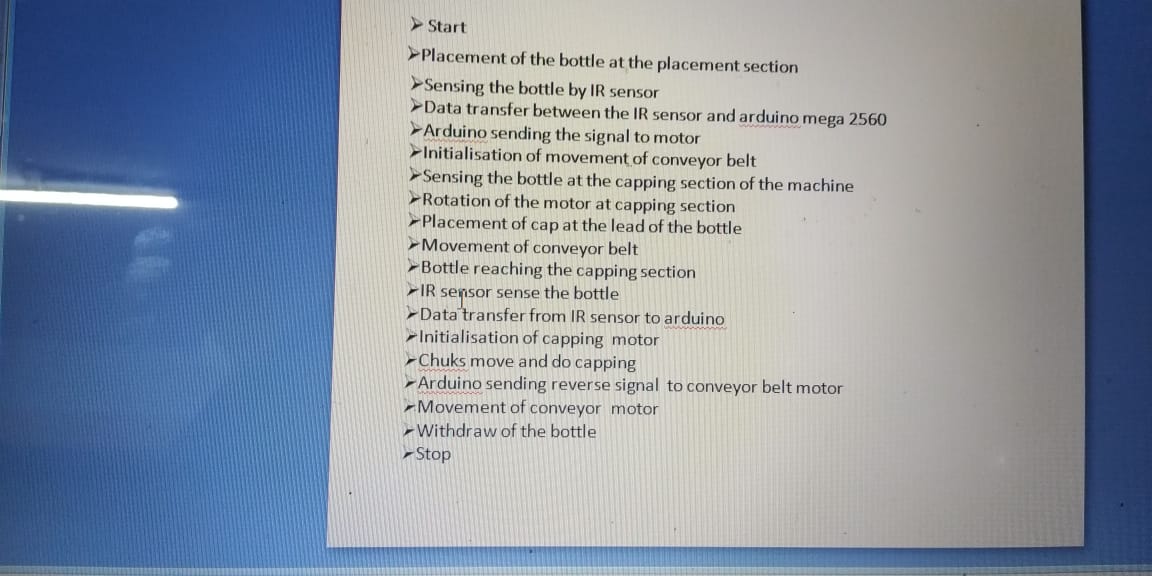 ➤Start
➤Placement of the bottle at the placement section
➤Sensing the bottle by IR sensor
➤Data transfer between the IR sensor and arduino mega 2560
➤Arduino sending the signal to motor
➤Initialisation of movement of conveyor belt
➤Sensing the bottle at the capping section of the machine
➤Rotation of the motor at capping section
➤Placement of cap at the lead of the bottle
➤Movement of conveyor belt
➤Bottle reaching the capping section
➤IR sensor sense the bottle
➤Data transfer from IR sensor to arduino
➤Initialisation of capping motor
➤Chuks move and do capping
➤Arduino sending reverse signal to conveyor belt motor
➤Movement of conveyor motor
➤Withdraw of the bottle
➤Stop